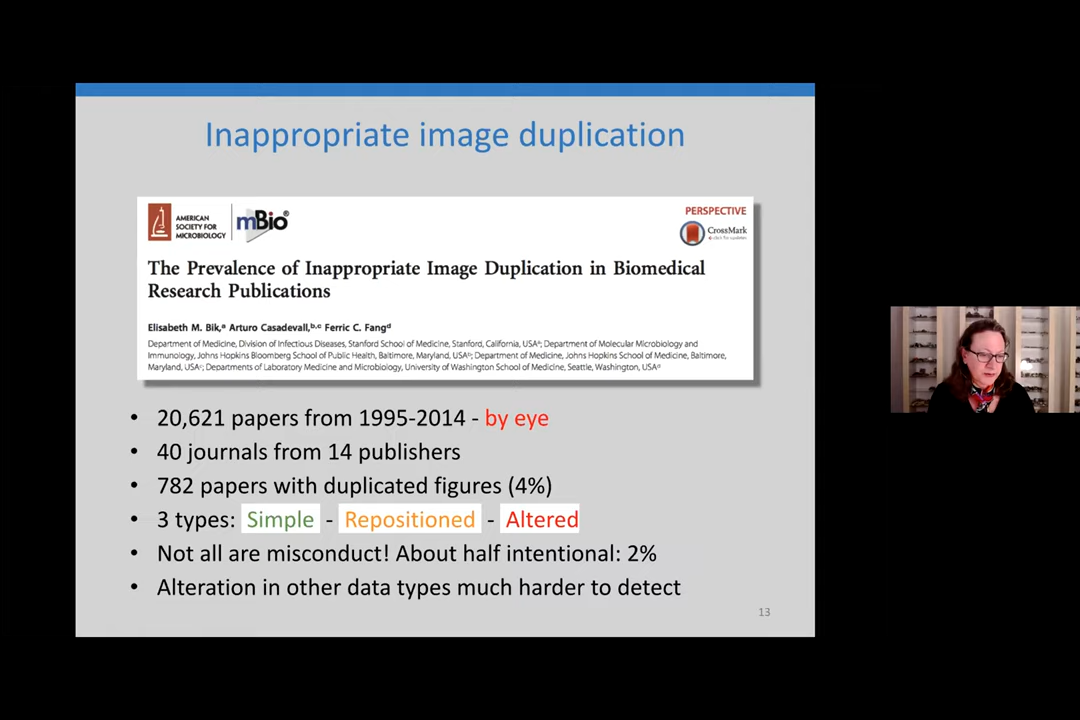 Inappropriate image duplication
AMERICAN
SOCIETY FOR
MICROBIOLOGY
mBio®
PERSPECTIVE
CrossMark
The Prevalence of Inappropriate Image Duplication in Biomedical
Research Publications
Elisabeth M. Bik,ᵃ Arturo Casadevall,ᵇ,ᶜ Ferric C. Fangᵈ
Department of Medicine, Division of Infectious Diseases, Stanford School of Medicine, Stanford, California, USAᵃ; Department of Molecular Microbiology and
Immunology, Johns Hopkins Bloomberg School of Public Health, Baltimore, Maryland, USAᵇ; Department of Medicine, Johns Hopkins School of Medicine, Baltimore,
Maryland, USAᶜ; Departments of Laboratory Medicine and Microbiology, University of Washington School of Medicine, Seattle, Washington, USAᵈ
• 20,621 papers from 1995-2014 - by eye
• 40 journals from 14 publishers
• 782 papers with duplicated figures (4%)
• 3 types: Simple - Repositioned - Altered
• Not all are misconduct! About half intentional: 2%
• Alteration in other data types much harder to detect
13